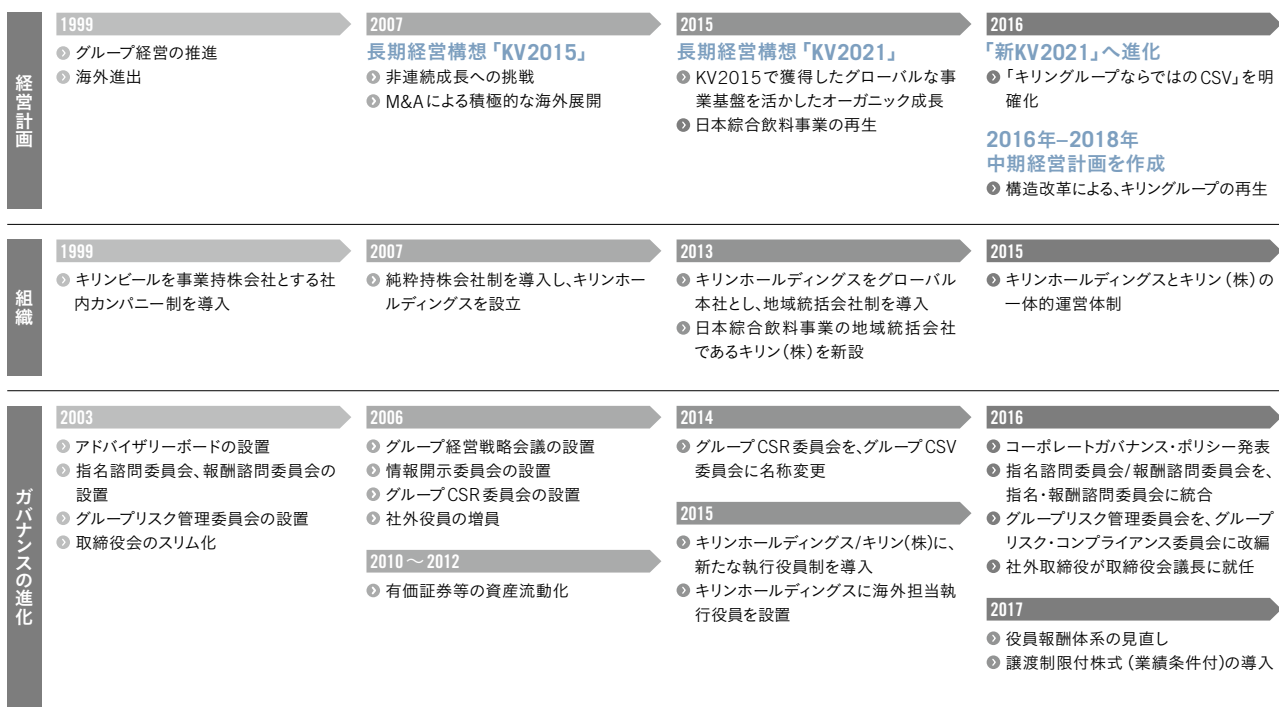 経営計画
1999
グループ経営の推進
海外進出
2007
長期経営構想「KV2015」
非連続成長への挑戦
M&Aによる積極的な海外展開
2015
長期経営構想「KV2021」
KV2015で獲得したグローバルな事
業基盤を活かしたオーガニック成長
日本綜合飲料事業の再生
2016
「新KV2021」へ進化
「キリングループならではのCSV」を明
確化
2016年–2018年
中期経営計画を作成
構造改革による、キリングループの再生
組織
1999
キリンビールを事業持株会社とする社
内カンパニー制を導入
2007
純粋持株会社制を導入し、キリンホー
ルディングスを設立
2013
キリンホールディングスをグローバル
本社とし、地域統括会社制を導入
日本綜合飲料事業の地域統括会社
であるキリン(株)を新設
2015
キリンホールディングスとキリン(株)の
一体的運営体制
ガバナンスの進化
2003
アドバイザリーボードの設置
指名諮問委員会、報酬諮問委員会の
設置
グループリスク管理委員会の設置
取締役会のスリム化
2006
グループ経営戦略会議の設置
情報開示委員会の設置
グループCSR委員会の設置
社外役員の増員
2010～2012
有価証券等の資産流動化
2014
グループCSR委員会を、グループCSV
委員会に名称変更
2015
キリンホールディングス/キリン(株)に、
新たな執行役員制を導入
キリンホールディングスに海外担当執
行役員を設置
2016
コーポレートガバナンス・ポリシー発表
指名諮問委員会/報酬諮問委員会を、
指名・報酬諮問委員会に統合
グループリスク管理委員会を、グループ
リスク・コンプライアンス委員会に改編
社外取締役が取締役会議長に就任
2017
役員報酬体系の見直し
譲渡制限付株式(業績条件付)の導入